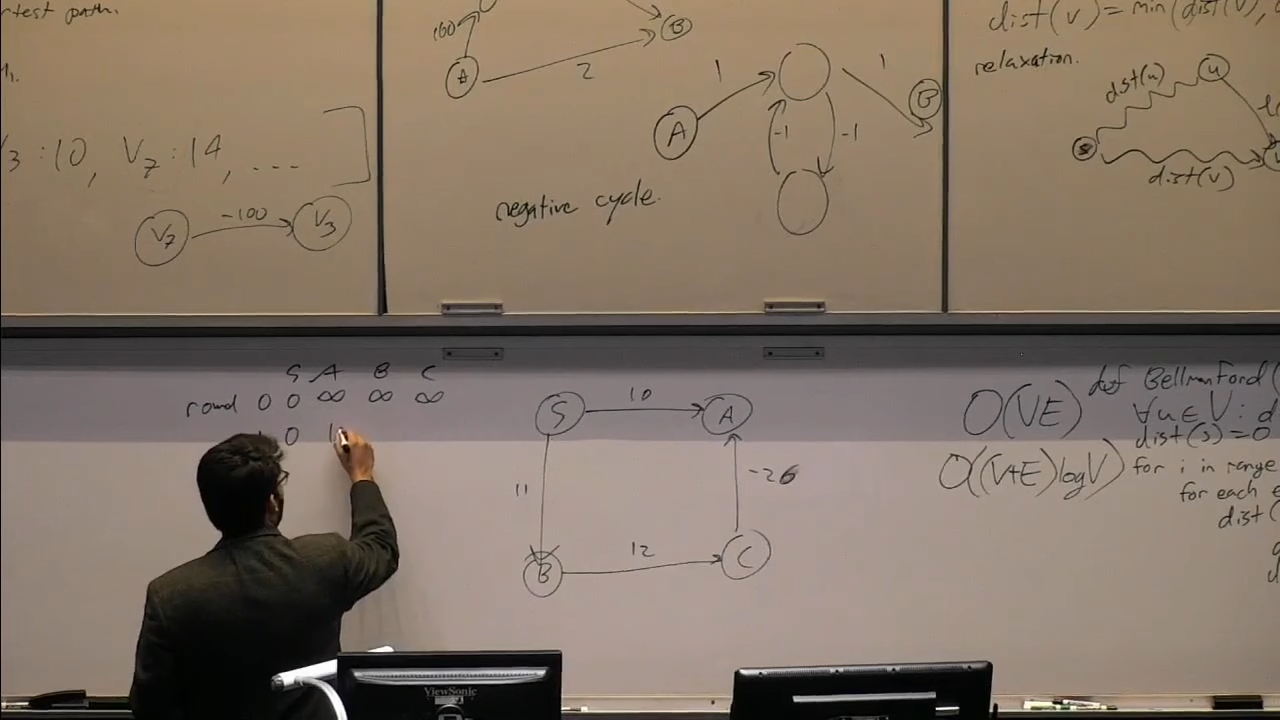 rtest path.
V3 : 10, V7 : 14, ...
V7 -100 V3
100
A 2 B
A 1 -1 -1 1 B
negative cycle.
dist(v) = min(dist(v),
relaxation.
dist(u) u
s
dist(v)
S A B C
round 0 0 ∞ ∞ ∞
0 1
S 10 A
11 -26
B 12 C
O(VE)
O((V+E)logV)
def BellmanFord(
∀u∈V: d
dist(s)=0
for i in range
for each e
dist(
ViewSonic